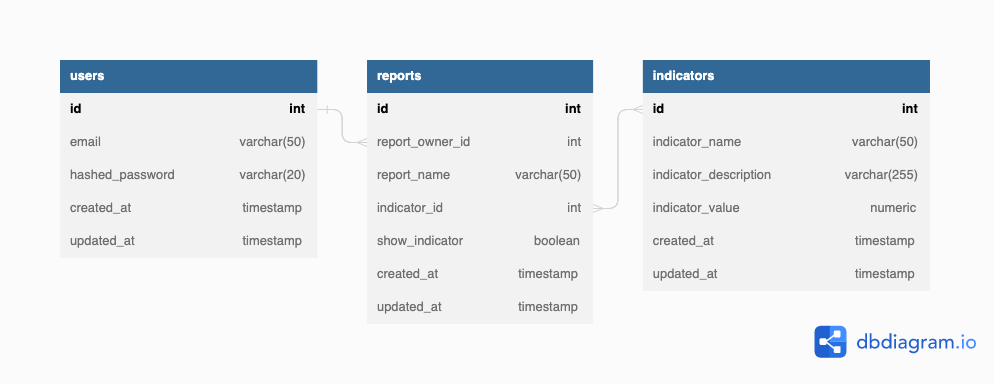 users
id int
email varchar(50)
hashed_password varchar(20)
created_at timestamp
updated_at timestamp
reports
id int
report_owner_id int
report_name varchar(50)
indicator_id int
show_indicator boolean
created_at timestamp
updated_at timestamp
indicators
id int
indicator_name varchar(50)
indicator_description varchar(255)
indicator_value numeric
created_at timestamp
updated_at timestamp
dbdiagram.io